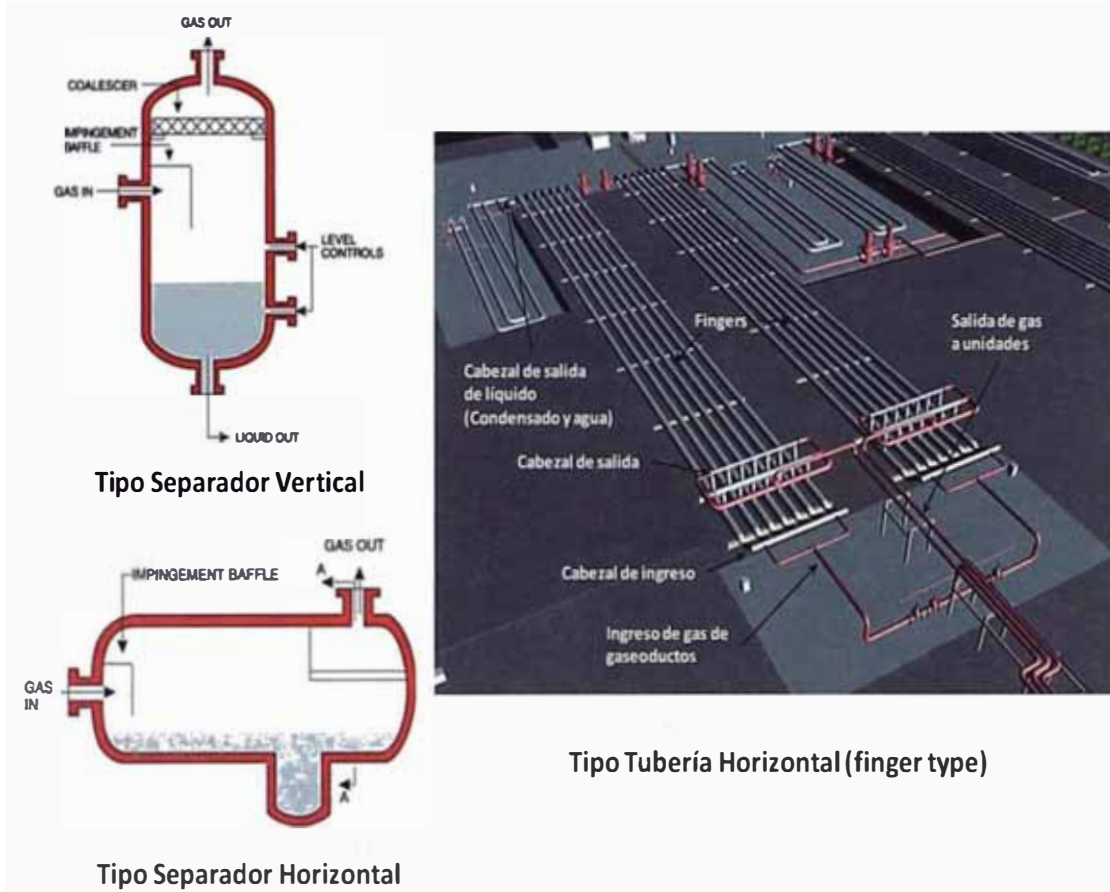 GAS OUT
COALESCER
IMPINGEMENT
BAFFLE
GAS IN
LEVEL
CONTROLS
LIQUID OUT
Tipo Separador Vertical
GAS OUT
A
IMPINGEMENT BAFFLE
GAS
IN
A
Tipo Separador Horizontal
Fingers
Salida de gas
a unidades
Cabezal de salida
de líquido
(Condensado y agua)
Cabezal de salida
Cabezal de ingreso
Ingreso de gas de
gaseoductos
Tipo Tubería Horizontal (finger type)